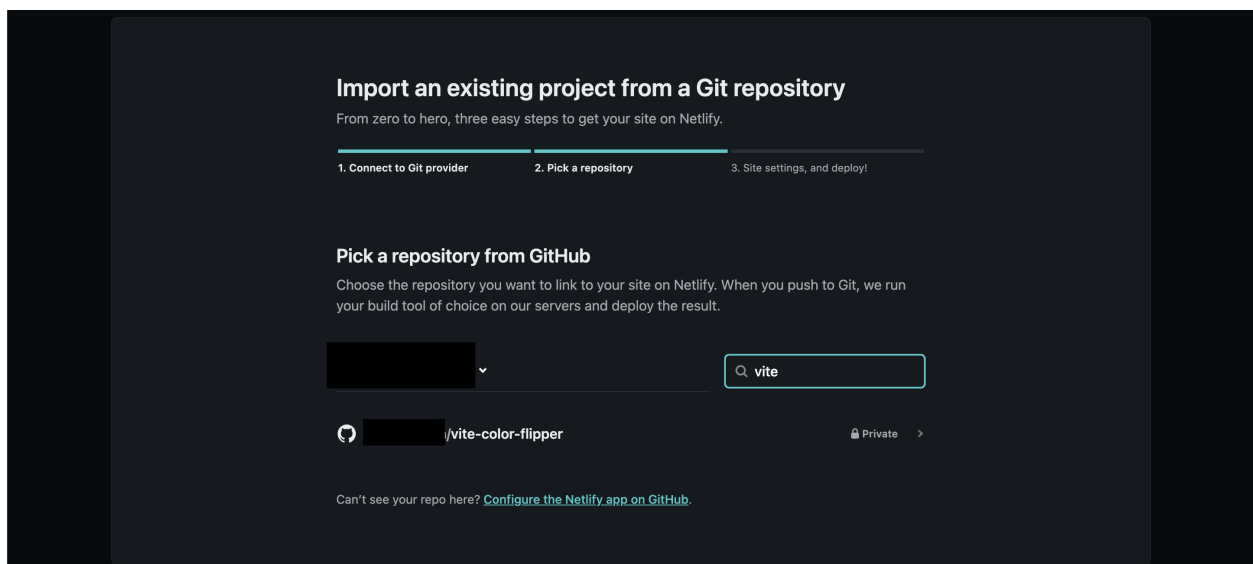 Import an existing project from a Git repository
From zero to hero, three easy steps to get your site on Netlify.
1. Connect to Git provider
2. Pick a repository
3. Site settings, and deploy!
Pick a repository from GitHub
Choose the repository you want to link to your site on Netlify. When you push to Git, we run
your build tool of choice on our servers and deploy the result.
vite
/vite-color-flipper
Private
Can't see your repo here? Configure the Netlify app on GitHub.